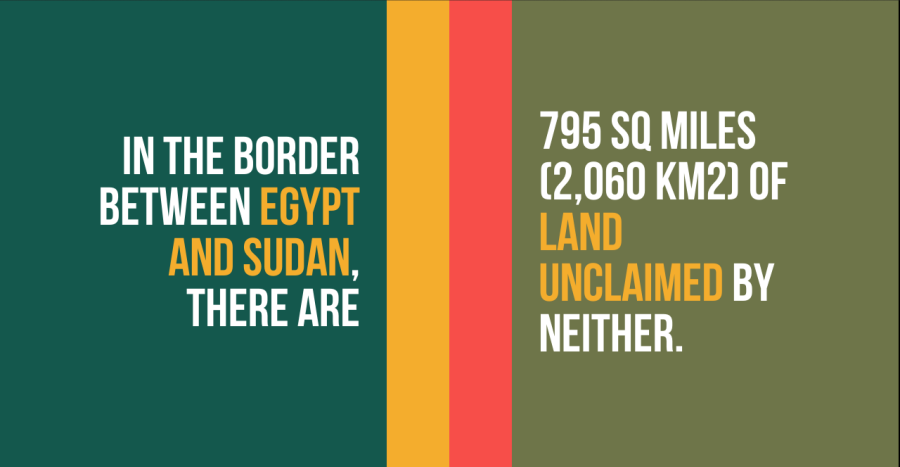 IN THE BORDER
BETWEEN EGYPT
AND SUDAN,
THERE ARE
795 SQ MILES
(2,060 KM2) OF
LAND
UNCLAIMED BY
NEITHER.